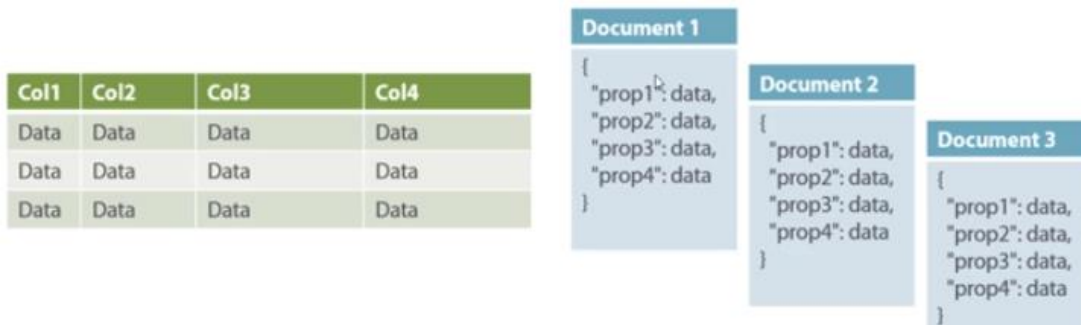 Col1 Col2 Col3 Col4
Data Data Data Data
Data Data Data Data
Data Data Data Data
Document 1
{
"prop1": data,
"prop2": data,
"prop3": data,
"prop4": data
}
Document 2
{
"prop1": data,
"prop2": data,
"prop3": data,
"prop4": data
}
Document 3
{
"prop1": data,
"prop2": data,
"prop3": data,
"prop4": data
}